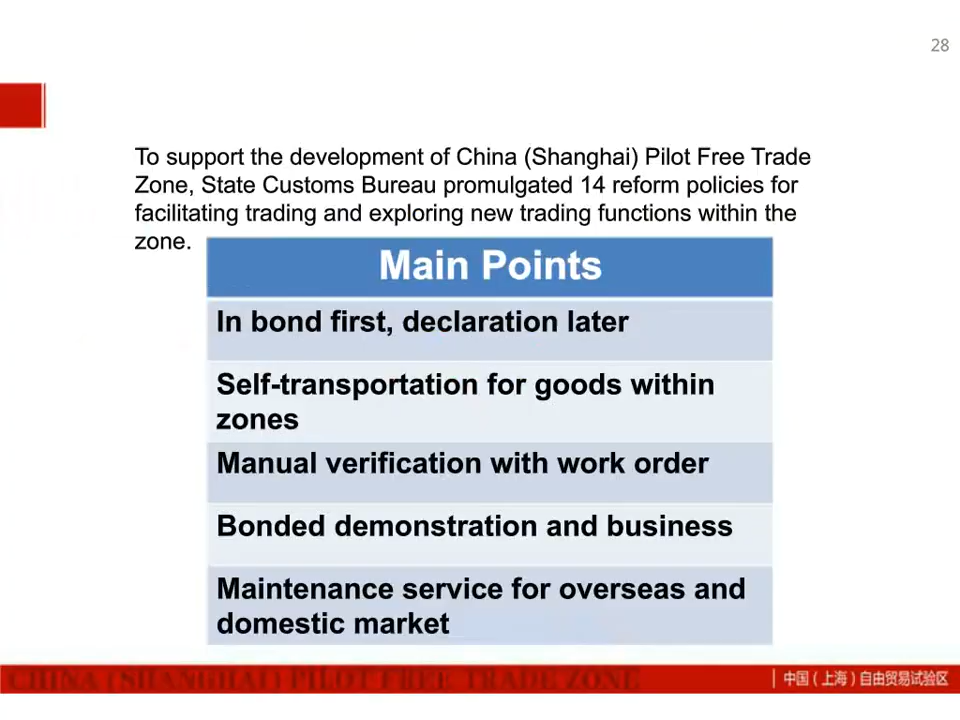 28
To support the development of China (Shanghai) Pilot Free Trade
Zone, State Customs Bureau promulgated 14 reform policies for
facilitating trading and exploring new trading functions within the
zone.
Main Points
In bond first, declaration later
Self-transportation for goods within
zones
Manual verification with work order
Bonded demonstration and business
Maintenance service for overseas and
domestic market
CHINA (SHANGHAI) PILOT FREE TRADE ZONE
中国（上海）自由贸易试验区